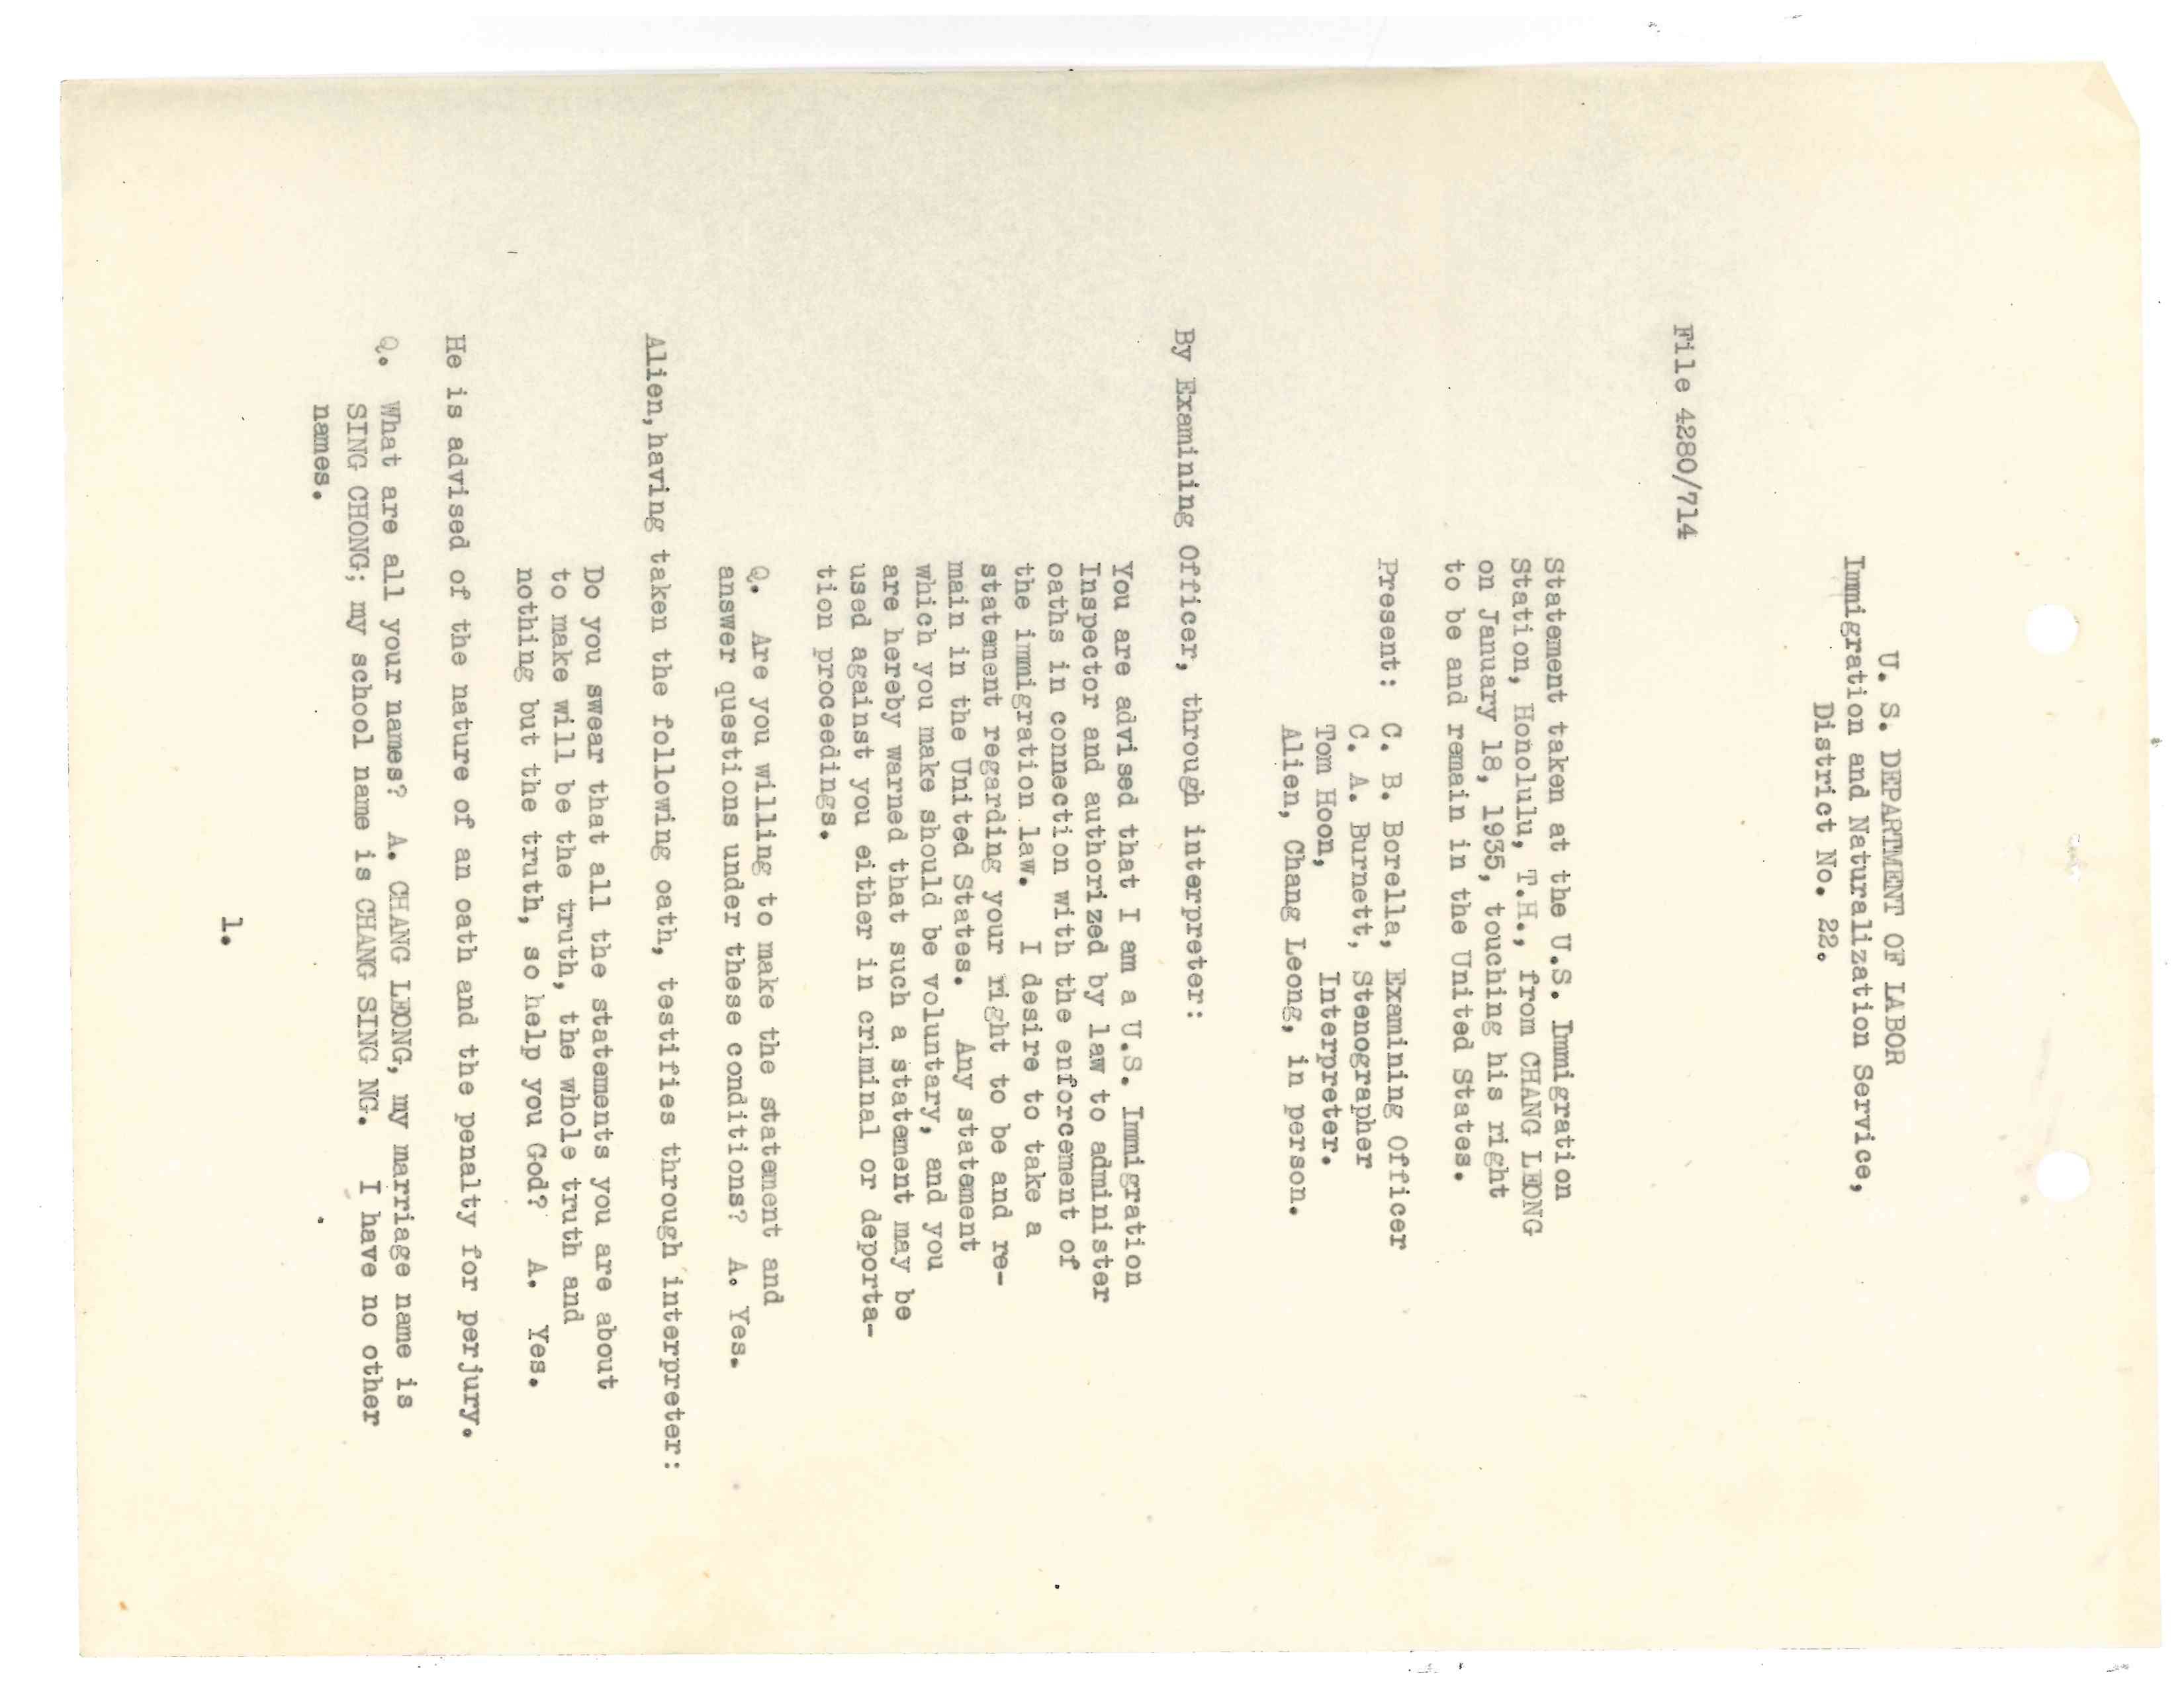 U. S. DEPARTMENT OF LABOR
Immigration and Naturalization Service,
District No. 22.
File 4280/714
Statement taken at the U.S. Immigration
Station, Honolulu, T.H., from CHANG LEONG
on January 18, 1935, touching his right
to be and remain in the United States.
Present: C. B. Borella, Examining Officer
C. A. Burnett, Stenographer
Tom Hoon, Interpreter.
Alien, Chang Leong, in person.
By Examining Officer, through interpreter:
You are advised that I am a U.S. Immigration
Inspector and authorized by law to administer
oaths in connection with the enforcement of
the immigration law. I desire to take a
statement regarding your right to be and re-
main in the United States. Any statement
which you make should be voluntary, and you
are hereby warned that such a statement may be
used against you either in criminal or deporta-
tion proceedings.
Q. Are you willing to make the statement and
answer questions under these conditions? A. Yes.
Alien, having taken the following oath, testifies through interpreter:
Do you swear that all the statements you are about
to make will be the truth, the whole truth and
nothing but the truth, so help you God? A. Yes.
He is advised of the nature of an oath and the penalty for perjury.
Q. What are all your names? A. CHANG LEONG, my marriage name is
SING CHONG; my school name is CHANG SING NG. I have no other
names.
1.